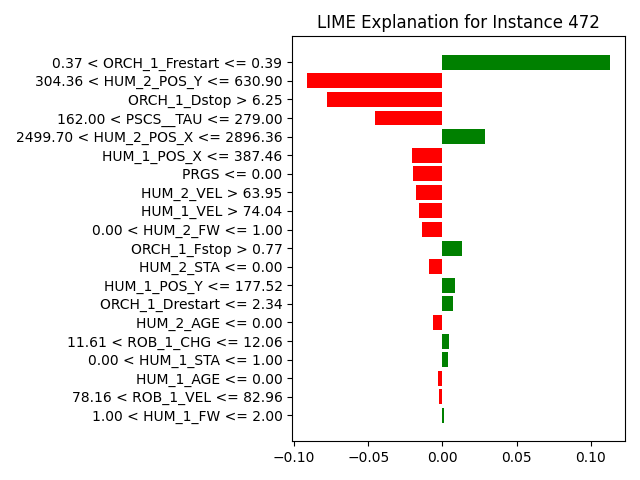 LIME Explanation for Instance 472
0.37 < ORCH_1_Frestart <= 0.39
304.36 < HUM_2_POS_Y <= 630.90
ORCH_1_Dstop > 6.25
162.00 < PSCS__TAU <= 279.00
2499.70 < HUM_2_POS_X <= 2896.36
HUM_1_POS_X <= 387.46
PRGS <= 0.00
HUM_2_VEL > 63.95
HUM_1_VEL > 74.04
0.00 < HUM_2_FW <= 1.00
ORCH_1_Fstop > 0.77
HUM_2_STA <= 0.00
HUM_1_POS_Y <= 177.52
ORCH_1_Drestart <= 2.34
HUM_2_AGE <= 0.00
11.61 < ROB_1_CHG <= 12.06
0.00 < HUM_1_STA <= 1.00
HUM_1_AGE <= 0.00
78.16 < ROB_1_VEL <= 82.96
1.00 < HUM_1_FW <= 2.00
−0.10 −0.05 0.00 0.05 0.10